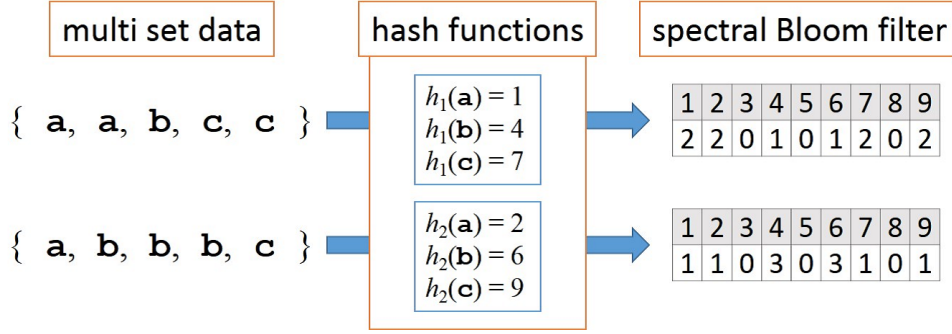 multi set data
hash functions
spectral Bloom filter
{ a, a, b, c, c }
h1(a) = 1
h1(b) = 4
h1(c) = 7
1 2 3 4 5 6 7 8 9
2 2 0 1 0 1 2 0 2
{ a, b, b, b, c }
h2(a) = 2
h2(b) = 6
h2(c) = 9
1 2 3 4 5 6 7 8 9
1 1 0 3 0 3 1 0 1